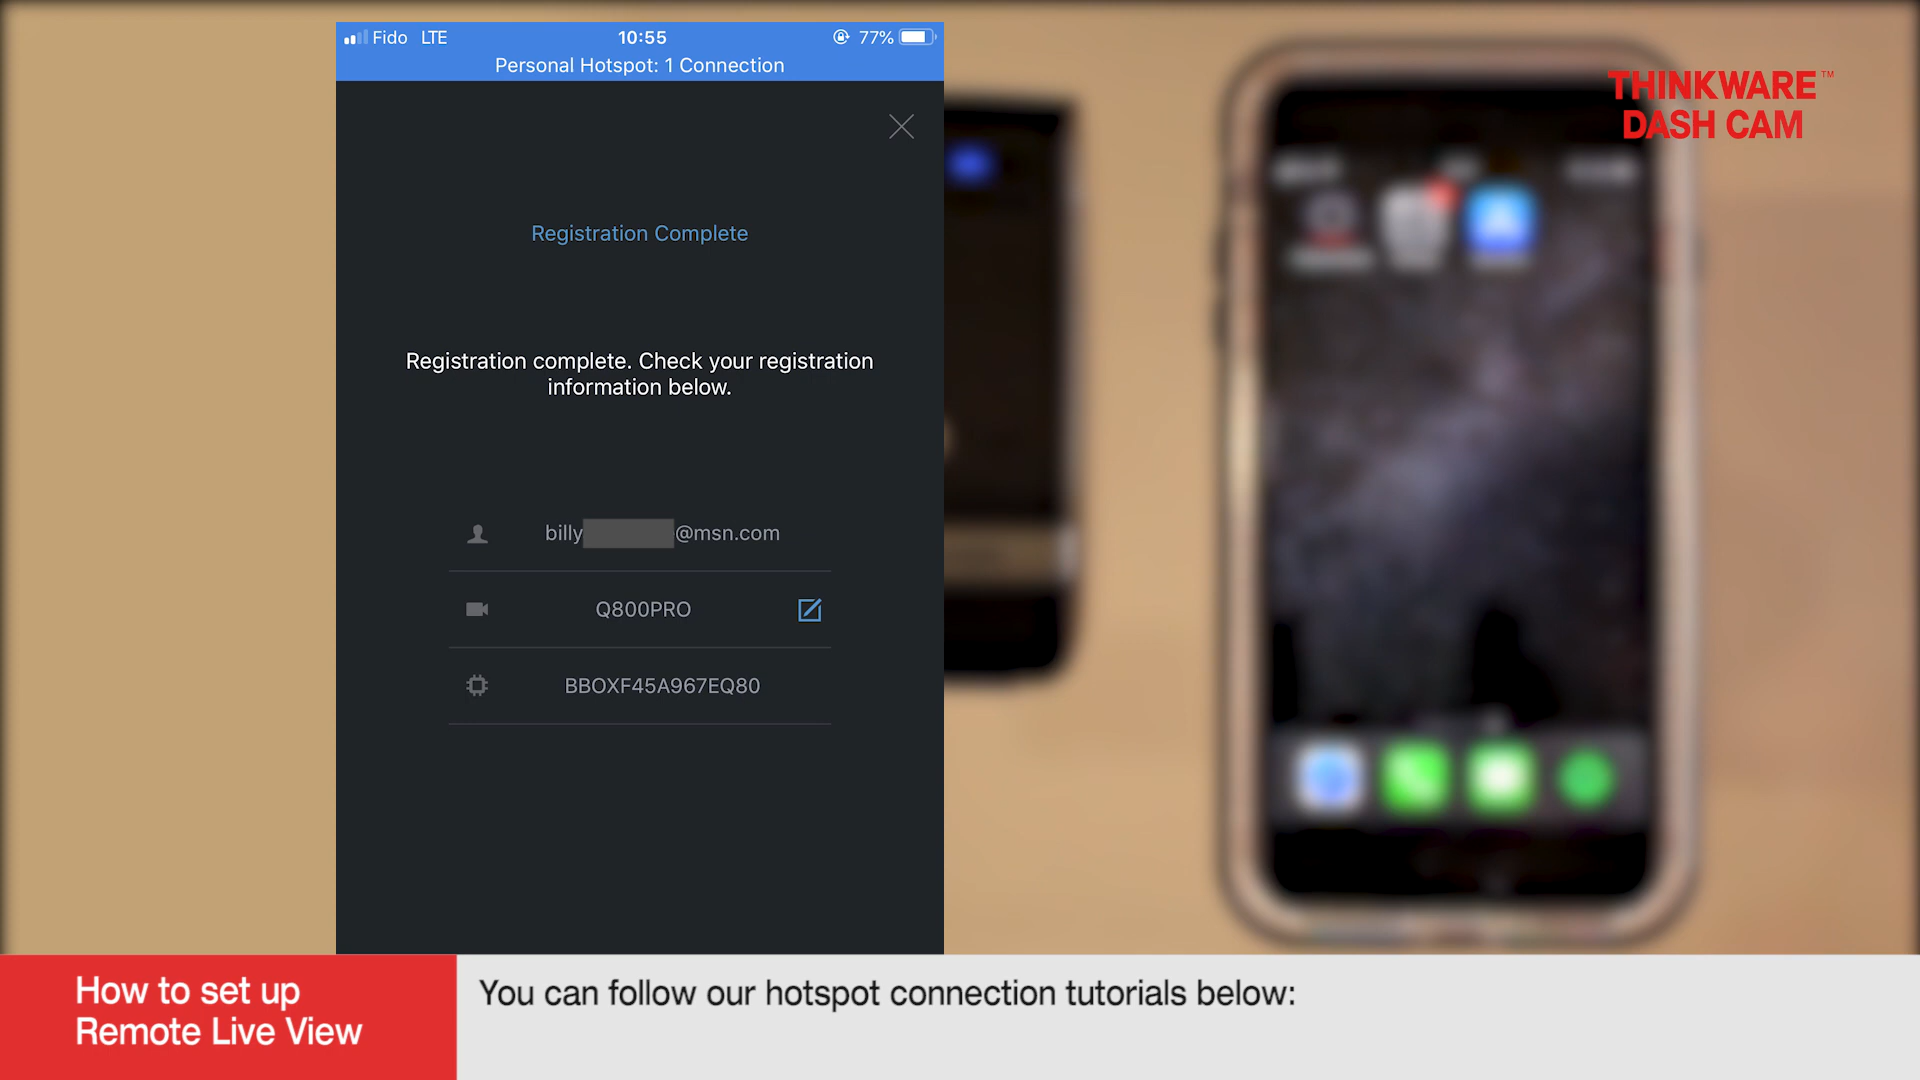 Fido LTE 10:55 77%
Personal Hotspot: 1 Connection
THINKWARE™
DASH CAM
Registration Complete
Registration complete. Check your registration
information below.
billy @msn.com
Q800PRO
BBOXF45A967EQ80
How to set up
Remote Live View
You can follow our hotspot connection tutorials below: